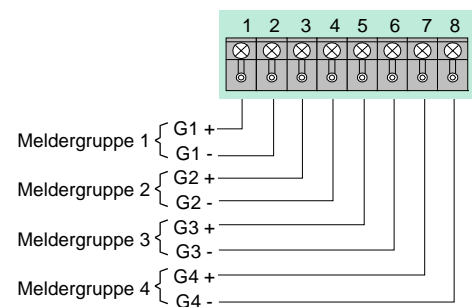 1 2 3 4 5 6 7 8
Meldergruppe 1
G1 +
G1 -
Meldergruppe 2
G2 +
G2 -
Meldergruppe 3
G3 +
G3 -
Meldergruppe 4
G4 +
G4 -